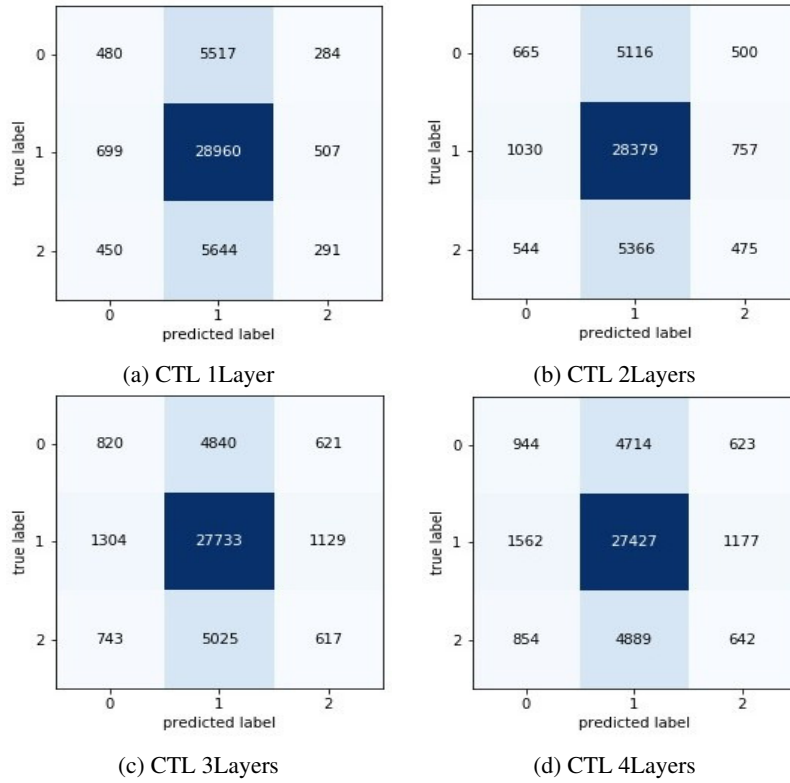 0 480 5517 284
true label
1 699 28960 507
2 450 5644 291
0 1 2
predicted label
(a) CTL 1Layer
0 665 5116 500
true label
1 1030 28379 757
2 544 5366 475
0 1 2
predicted label
(b) CTL 2Layers
0 820 4840 621
true label
1 1304 27733 1129
2 743 5025 617
0 1 2
predicted label
(c) CTL 3Layers
0 944 4714 623
true label
1 1562 27427 1177
2 854 4889 642
0 1 2
predicted label
(d) CTL 4Layers